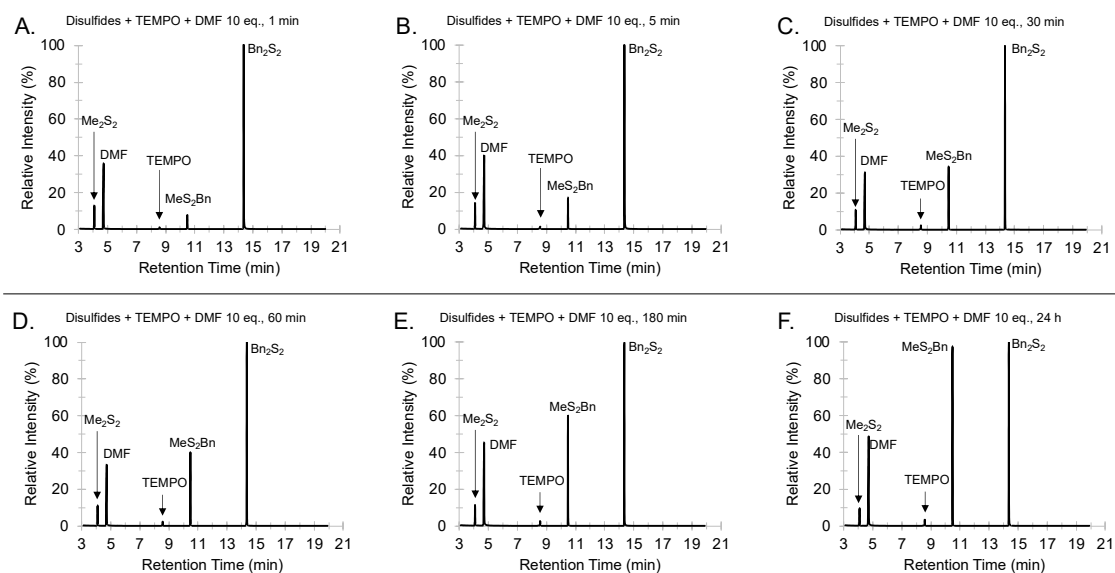 A.
Disulfides + TEMPO + DMF 10 eq., 1 min
Relative Intensity (%)
100
80
60
40
20
0
Me₂S₂
DMF
TEMPO
MeS₂Bn
Bn₂S₂
3 5 7 9 11 13 15 17 19 21
Retention Time (min)
B.
Disulfides + TEMPO + DMF 10 eq., 5 min
Relative Intensity (%)
100
80
60
40
20
0
Me₂S₂
DMF
TEMPO
MeS₂Bn
Bn₂S₂
3 5 7 9 11 13 15 17 19 21
Retention Time (min)
C.
Disulfides + TEMPO + DMF 10 eq., 30 min
Relative Intensity (%)
100
80
60
40
20
0
Me₂S₂
DMF
TEMPO
MeS₂Bn
Bn₂S₂
3 5 7 9 11 13 15 17 19 21
Retention Time (min)
D.
Disulfides + TEMPO + DMF 10 eq., 60 min
Relative Intensity (%)
100
80
60
40
20
0
Me₂S₂
DMF
TEMPO
MeS₂Bn
Bn₂S₂
3 5 7 9 11 13 15 17 19 21
Retention Time (min)
E.
Disulfides + TEMPO + DMF 10 eq., 180 min
Relative Intensity (%)
100
80
60
40
20
0
Me₂S₂
DMF
TEMPO
MeS₂Bn
Bn₂S₂
3 5 7 9 11 13 15 17 19 21
Retention Time (min)
F.
Disulfides + TEMPO + DMF 10 eq., 24 h
Relative Intensity (%)
100
80
60
40
20
0
Me₂S₂
DMF
TEMPO
MeS₂Bn
Bn₂S₂
3 5 7 9 11 13 15 17 19 21
Retention Time (min)